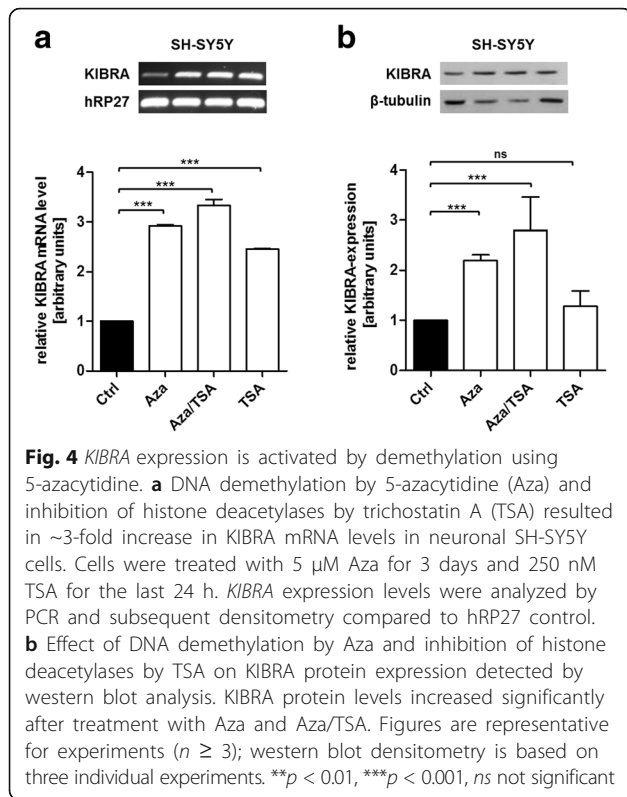 a
b
SH-SY5Y
SH-SY5Y
KIBRA
hRP27
KIBRA
β-tubulin
relative KIBRA mRNA level
[arbitrary units]
4
3
2
1
0
***
***
***
Ctrl
Aza
Aza/TSA
TSA
relative KIBRA-expression
[arbitrary units]
4
3
2
1
0
ns
***
***
Ctrl
Aza
Aza/TSA
TSA
Fig. 4 KIBRA expression is activated by demethylation using
5-azacytidine. a DNA demethylation by 5-azacytidine (Aza) and
inhibition of histone deacetylases by trichostatin A (TSA) resulted
in ~3-fold increase in KIBRA mRNA levels in neuronal SH-SY5Y
cells. Cells were treated with 5 μM Aza for 3 days and 250 nM
TSA for the last 24 h. KIBRA expression levels were analyzed by
PCR and subsequent densitometry compared to hRP27 control.
b Effect of DNA demethylation by Aza and inhibition of histone
deacetylases by TSA on KIBRA protein expression detected by
western blot analysis. KIBRA protein levels increased significantly
after treatment with Aza and Aza/TSA. Figures are representative
for experiments (n ≥ 3); western blot densitometry is based on
three individual experiments. **p < 0.01, ***p < 0.001, ns not significant